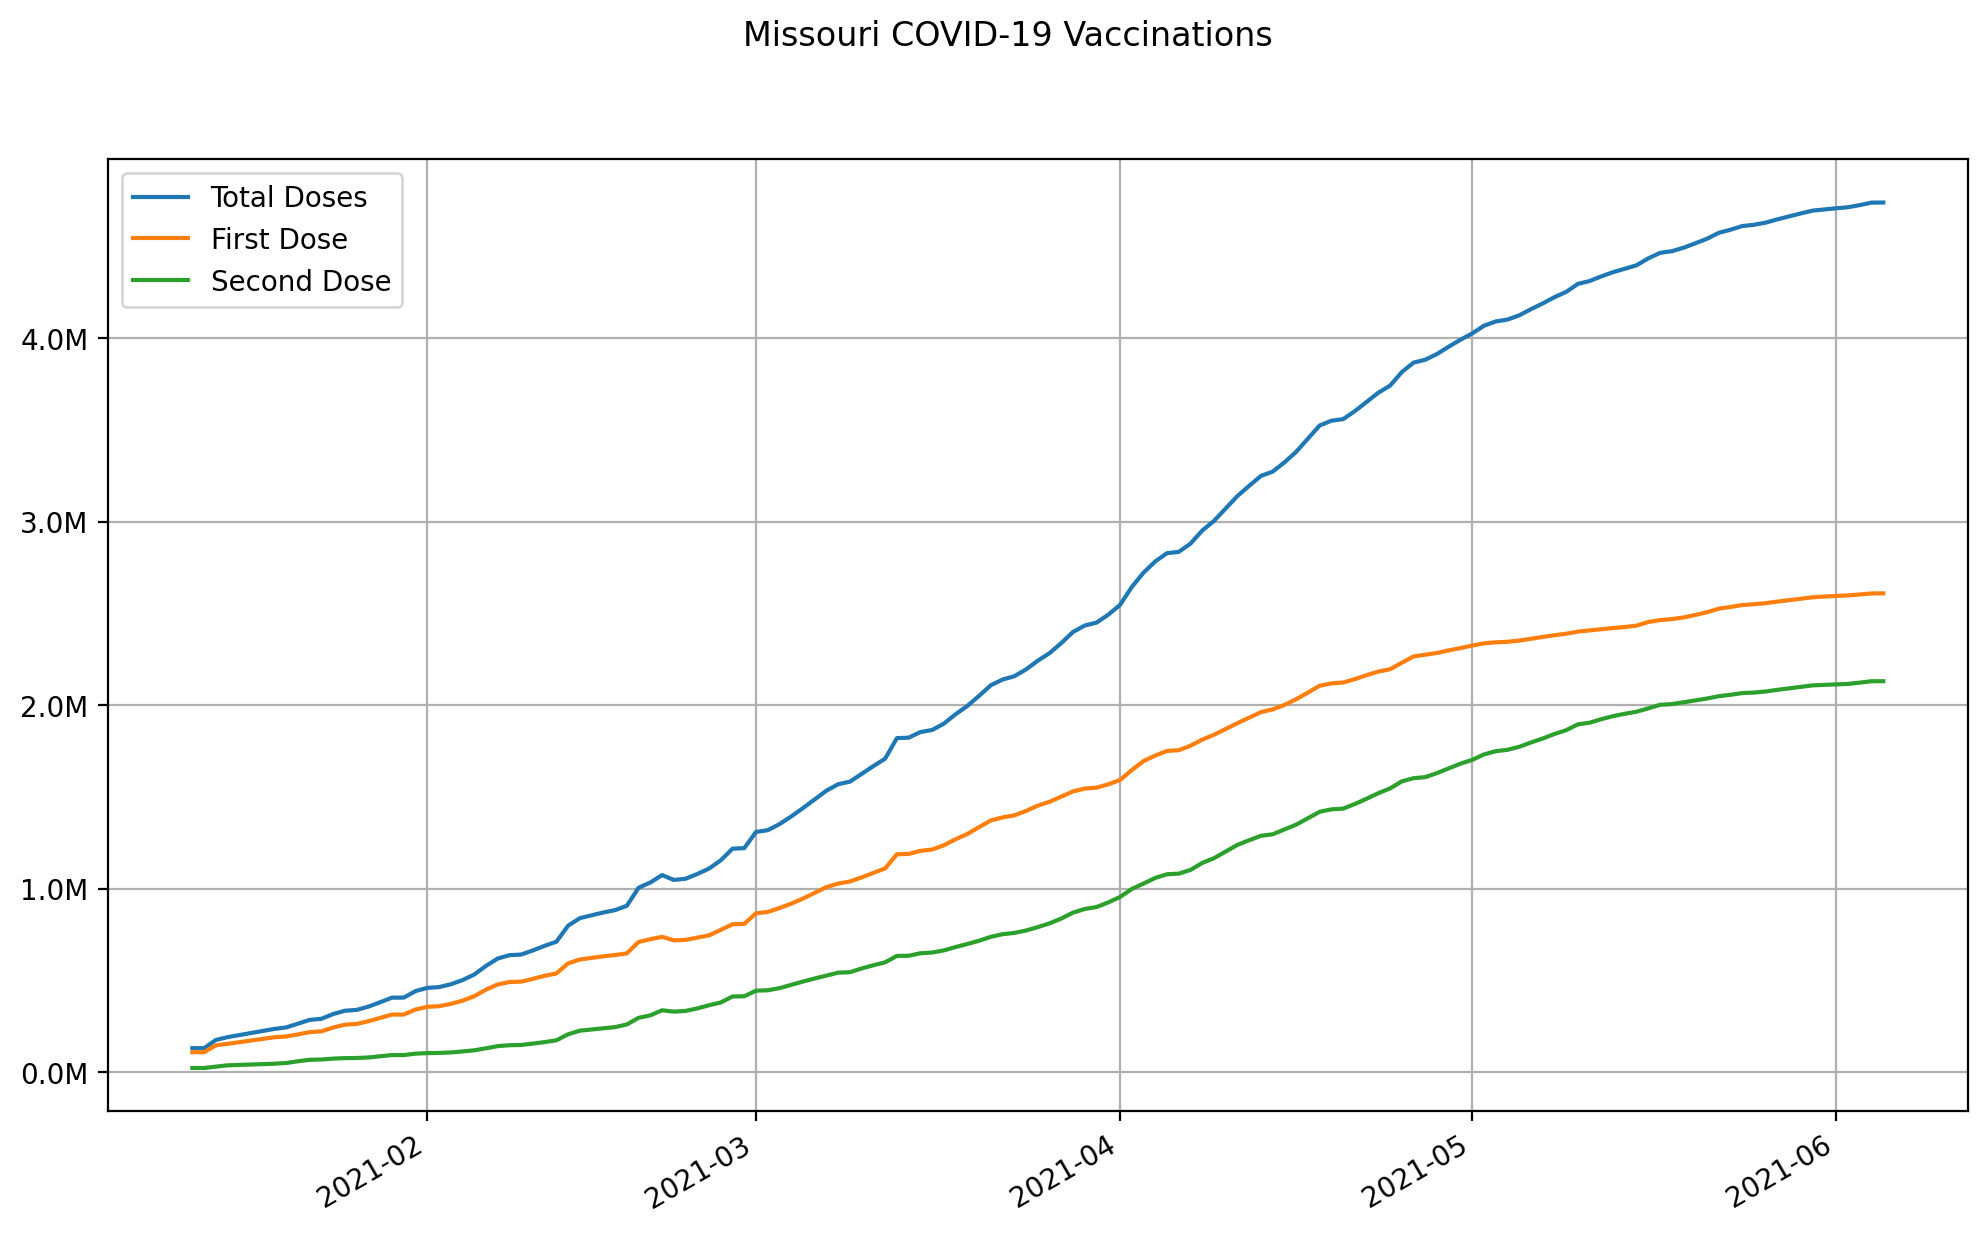 Missouri COVID-19 Vaccinations
Total Doses
First Dose
Second Dose
4.0M
3.0M
2.0M
1.0M
0.0M
2021-02
2021-03
2021-04
2021-05
2021-06